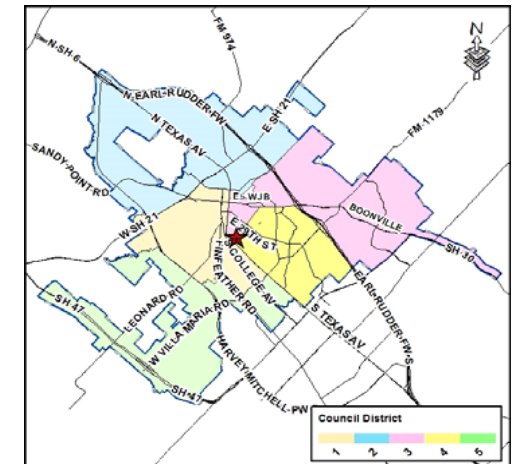 N
FM 974
N-SH-6
N-EARL-RUDDER-FW
E SH 21
N TEXAS AV
FM-1179
SANDY-POINT-RD
E WJB
BOONVILLE
W-SH 21
E 29TH ST.
SH 30
S COLLEGE AV
FINFEATHER RD
EARL-RUDDER-FW-S
LEONARD RD
SH 47
W VILLA MARIA RD
S TEXAS AV
HARVEY-MITCHELL-PW
SH-47
Council District
1 2 3 4 5